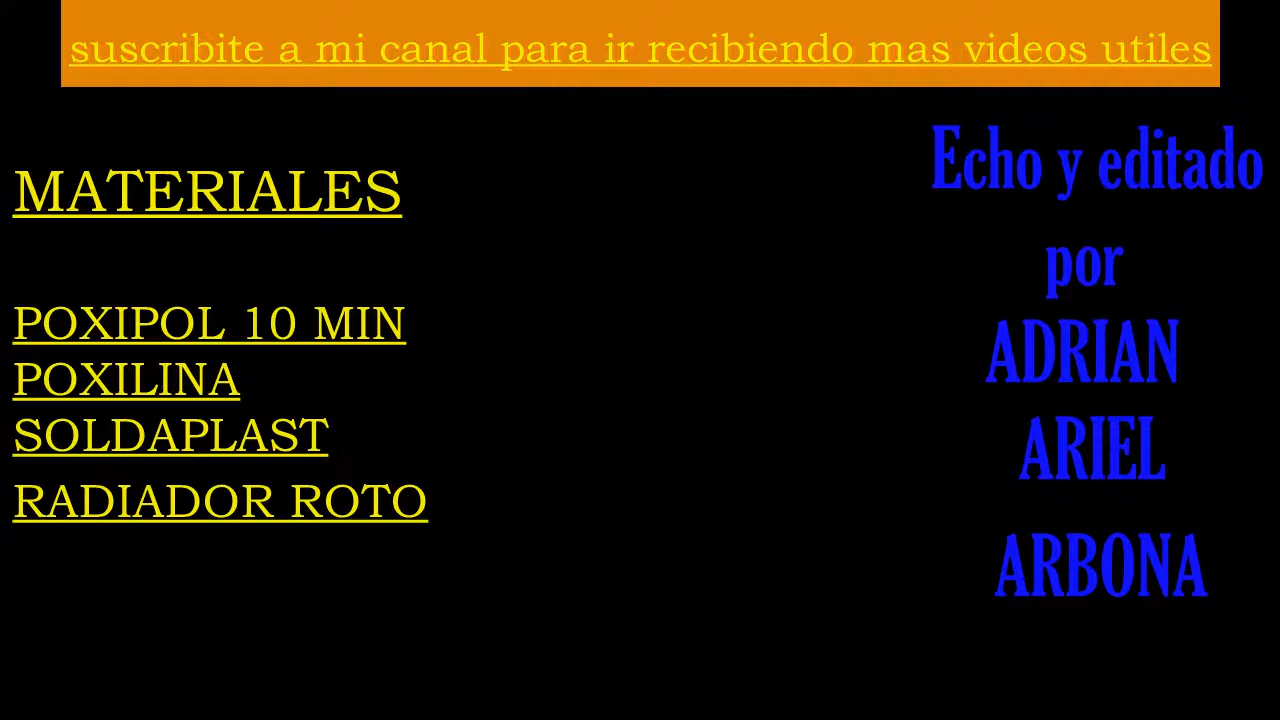 suscribite a mi canal para ir recibiendo mas videos utiles
MATERIALES
POXIPOL 10 MIN
POXILINA
SOLDAPLAST
RADIADOR ROTO
Echo y editado
por
ADRIAN
ARIEL
ARBONA